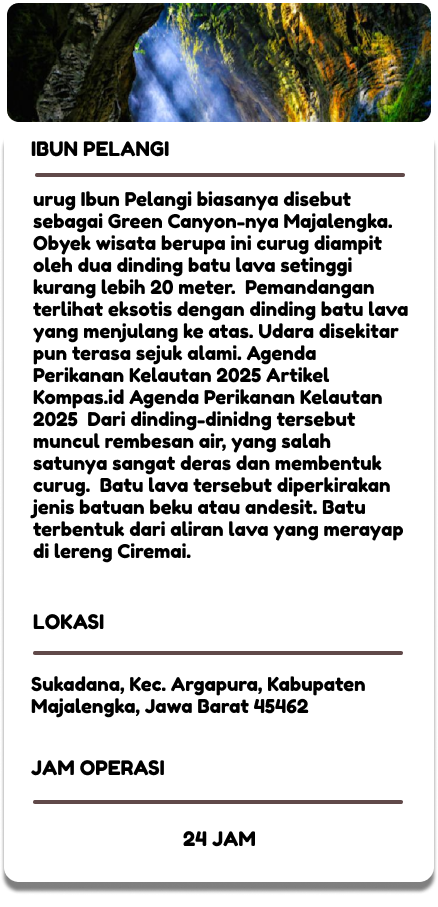 IBUN PELANGI
urug Ibun Pelangi biasanya disebut
sebagai Green Canyon-nya Majalengka.
Obyek wisata berupa ini curug diampit
oleh dua dinding batu lava setinggi
kurang lebih 20 meter.  Pemandangan
terlihat eksotis dengan dinding batu lava
yang menjulang ke atas. Udara disekitar
pun terasa sejuk alami. Agenda
Perikanan Kelautan 2025 Artikel
Kompas.id Agenda Perikanan Kelautan
2025  Dari dinding-dinidng tersebut
muncul rembesan air, yang salah
satunya sangat deras dan membentuk
curug.  Batu lava tersebut diperkirakan
jenis batuan beku atau andesit. Batu
terbentuk dari aliran lava yang merayap
di lereng Ciremai.
LOKASI
Sukadana, Kec. Argapura, Kabupaten
Majalengka, Jawa Barat 45462
JAM OPERASI
24 JAM